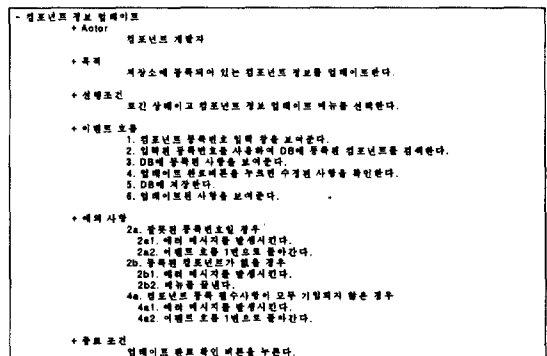 - 컴포넌트 정보 업데이트
+ Actor
컴포넌트 개발자
+ 목적
저장소에 등록되어 있는 컴포넌트 정보를 업데이트한다.
+ 선행조건
로긴 상태이고 컴포넌트 정보 업데이트 메뉴를 선택한다.
+ 이벤트 흐름
1. 컴포넌트 등록번호 입력 창을 보여준다.
2. 입력된 등록번호를 사용하여 DB에 등록된 컴포넌트를 검색한다.
3. DB에 등록된 사항을 보여준다.
4. 업데이트 완료버튼을 누르면 수정된 사항을 확인한다.
5. DB에 저장한다.
6. 업데이트된 사항을 보여준다.
+ 예외 사항
2a. 잘못된 등록번호일 경우
2a1. 에러 메시지를 발생시킨다.
2a2. 이벤트 흐름 1번으로 돌아간다.
2b. 등록된 컴포넌트가 없을 경우
2b1. 에러 메시지를 발생시킨다.
2b2. 메뉴를 끝낸다.
4a. 컴포넌트 등록 필수사항이 모두 기입되지 않은 경우
4a1. 에러 메시지를 발생시킨다.
4a2. 이벤트 흐름 1번으로 돌아간다.
+ 종료 조건
업데이트 완료 확인 버튼을 누른다.